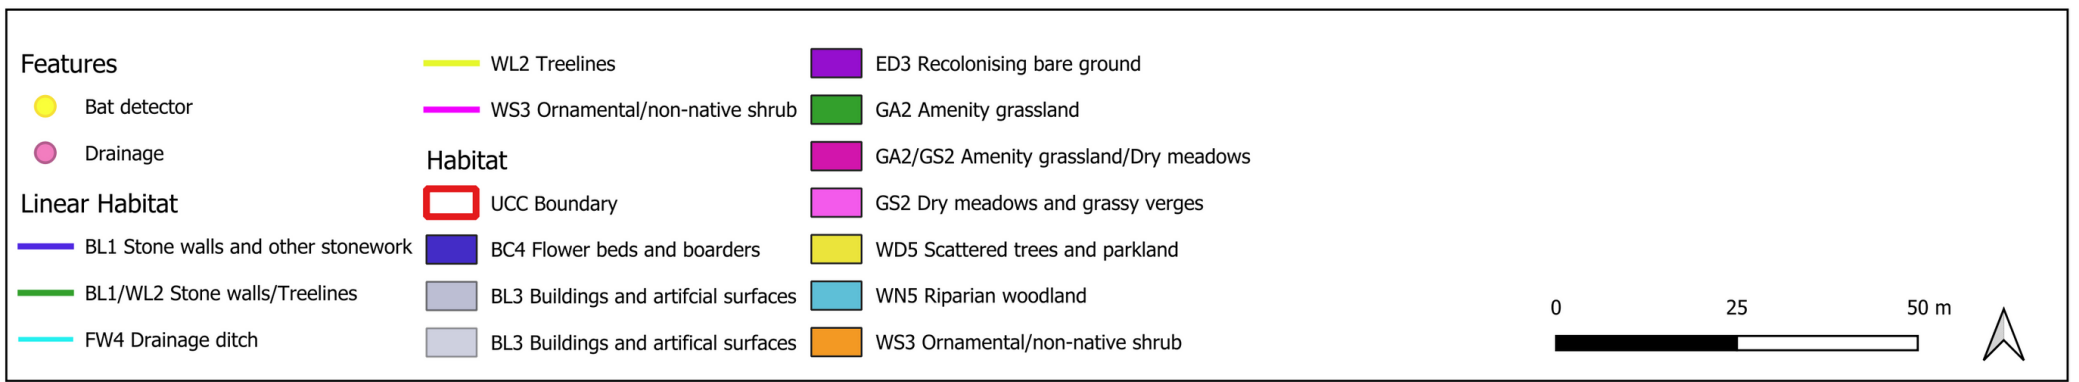 Features
Bat detector
Drainage
Linear Habitat
BL1 Stone walls and other stonework
BL1/WL2 Stone walls/Treelines
FW4 Drainage ditch
WL2 Treelines
WS3 Ornamental/non-native shrub
Habitat
UCC Boundary
BC4 Flower beds and boarders
BL3 Buildings and artifcial surfaces
BL3 Buildings and artifical surfaces
ED3 Recolonising bare ground
GA2 Amenity grassland
GA2/GS2 Amenity grassland/Dry meadows
GS2 Dry meadows and grassy verges
WD5 Scattered trees and parkland
WN5 Riparian woodland
WS3 Ornamental/non-native shrub
0 25 50 m